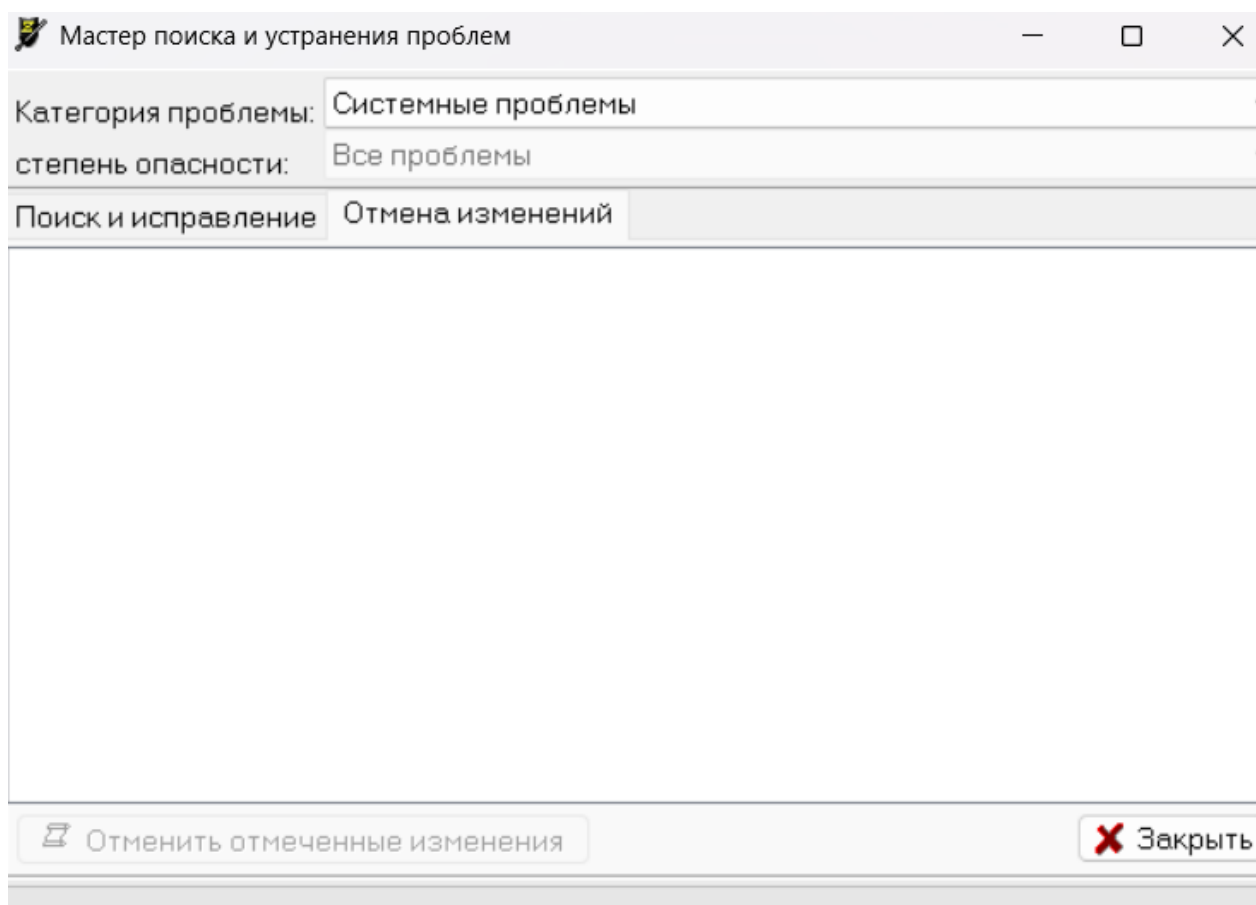 Мастер поиска и устранения проблем
Категория проблемы: Системные проблемы
степень опасности: Все проблемы
Поиск и исправление Отмена изменений
Отменить отмеченные изменения Закрыть